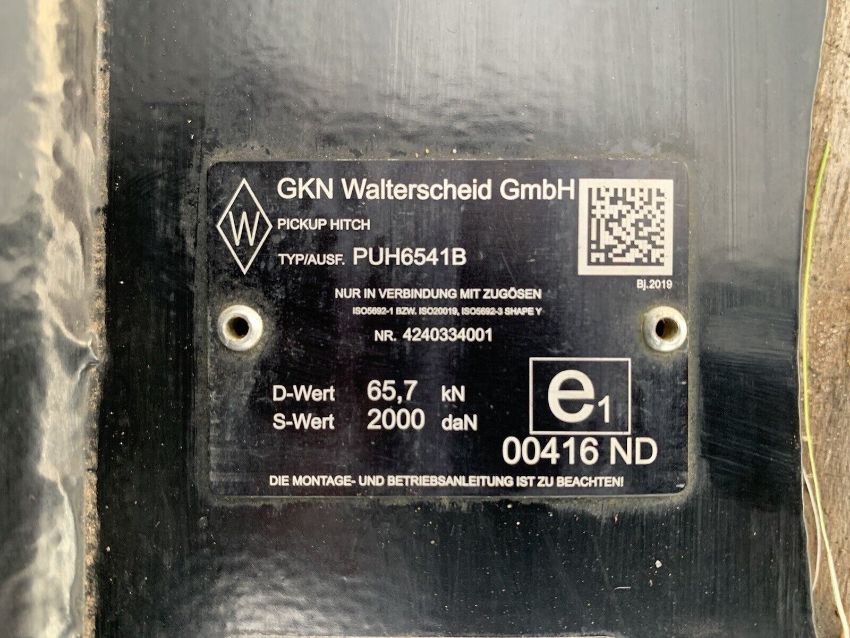 GKN Walterscheid GmbH
W
PICKUP HITCH
TYP/AUSF. PUH6541B
Bj.2019
NUR IN VERBINDUNG MIT ZUGÖSEN
ISO5692-1 BZW. ISO20019, ISO5692-3 SHAPE Y
NR. 4240334001
D-Wert 65,7 kN
S-Wert 2000 daN
e1
00416 ND
DIE MONTAGE- UND BETRIEBSANLEITUNG IST ZU BEACHTEN!